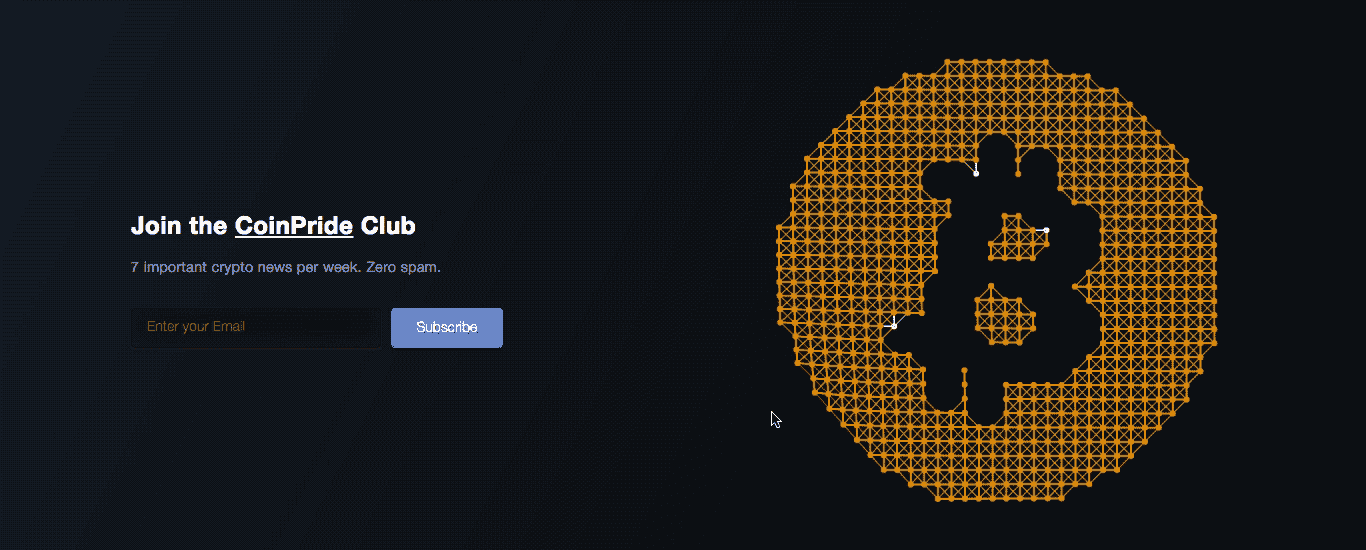 Join the CoinPride Club
7 important crypto news per week. Zero spam.
Enter your Email
Subscribe